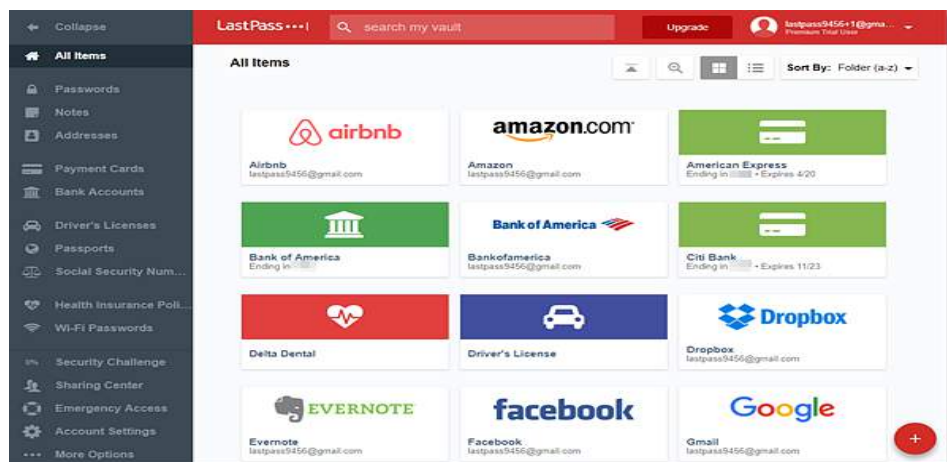 Collapse
LastPass
search my vault
Upgrade
lastpass9456+1@gma...
Premium Trial User
All Items
Passwords
Notes
Addresses
Payment Cards
Bank Accounts
Driver's Licenses
Passports
Social Security Num...
Health Insurance Poli...
Wi-Fi Passwords
Security Challenge
Sharing Center
Emergency Access
Account Settings
More Options
All Items
Sort By: Folder (a-z)
airbnb
Airbnb
lastpass9456@gmail.com
amazon.com
Amazon
lastpass9456@gmail.com
American Express
Ending in • Expires 4/20
Bank of America
Ending in
Bank of America
Bankofamerica
lastpass9456@gmail.com
Citi Bank
Ending in • Expires 11/23
Delta Dental
Driver's License
Dropbox
Dropbox
lastpass9456@gmail.com
EVERNOTE
Evernote
lastpass9456@gmail.com
facebook
Facebook
lastpass9456@gmail.com
Google
Gmail
lastpass9456@gmail.com
+